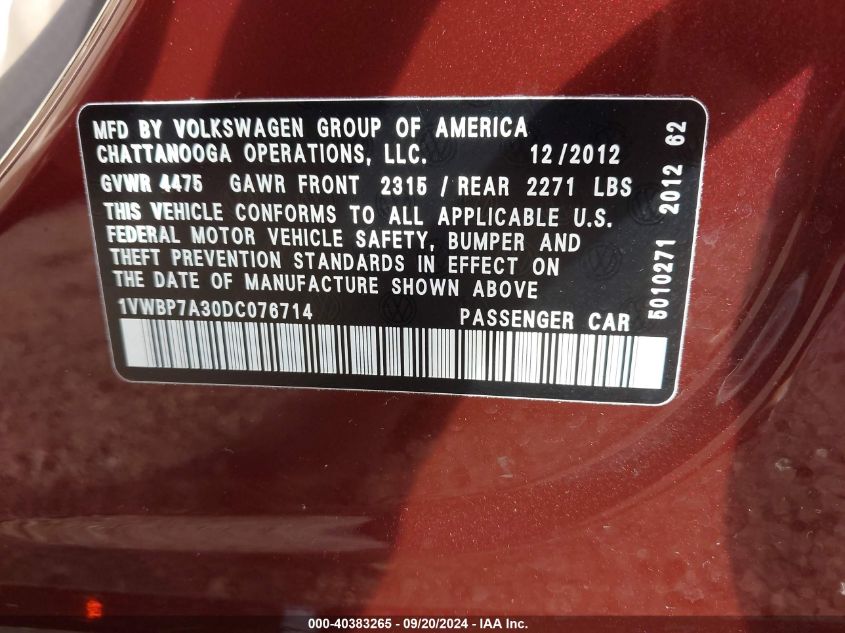 MFD BY VOLKSWAGEN GROUP OF AMERICA
CHATTANOOGA OPERATIONS, LLC. 12/2012
GVWR 4475 GAWR FRONT 2315 / REAR 2271 LBS
THIS VEHICLE CONFORMS TO ALL APPLICABLE U.S.
FEDERAL MOTOR VEHICLE SAFETY, BUMPER AND
THEFT PREVENTION STANDARDS IN EFFECT ON
THE DATE OF MANUFACTURE SHOWN ABOVE
1VWBP7A30DC076714 PASSENGER CAR
5010271 2012 62
000-40383265 - 09/20/2024 - IAA Inc.